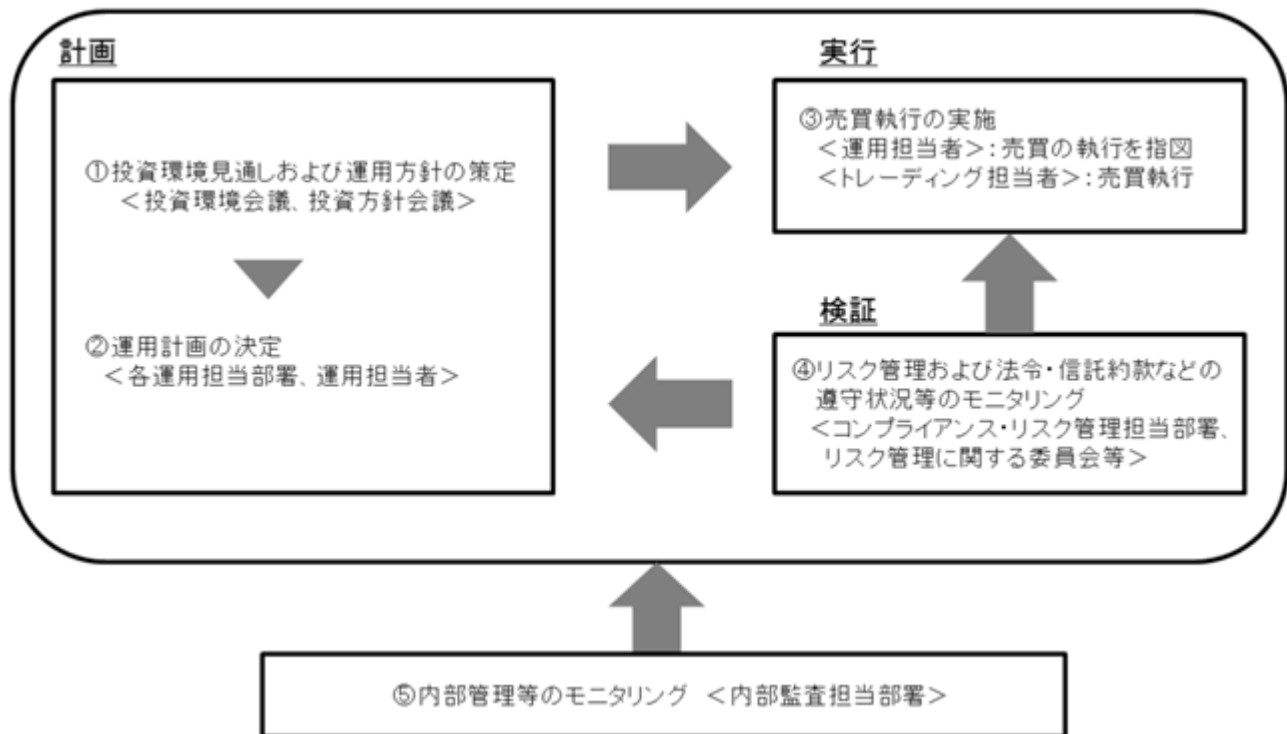 計画
①投資環境見通しおよび運用方針の策定
＜投資環境会議、投資方針会議＞
②運用計画の決定
＜各運用担当部署、運用担当者＞
実行
③売買執行の実施
＜運用担当者＞：売買の執行を指図
＜トレーディング担当者＞：売買執行
検証
④リスク管理および法令・信託約款などの
遵守状況等のモニタリング
＜コンプライアンス・リスク管理担当部署、
リスク管理に関する委員会等＞
⑤内部管理等のモニタリング ＜内部監査担当部署＞